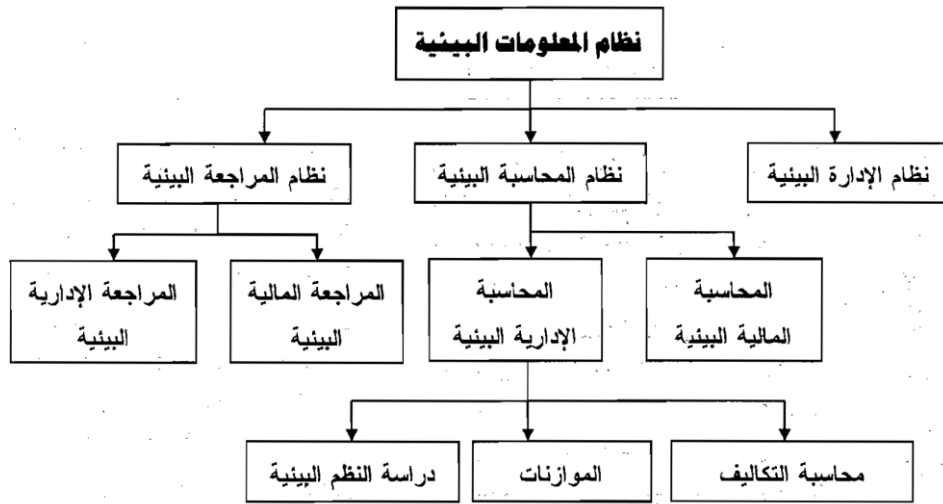 نظام المعلومات البيئية
نظام الإدارة البيئية
نظام المحاسبة البيئية
نظام المراجعة البيئية
المحاسبة
المالية البيئية
المحاسبة
الإدارية البيئية
المراجعة المالية
البيئية
المراجعة الإدارية
البيئية
محاسبة التكاليف
الموازنات
دراسة النظم البيئية